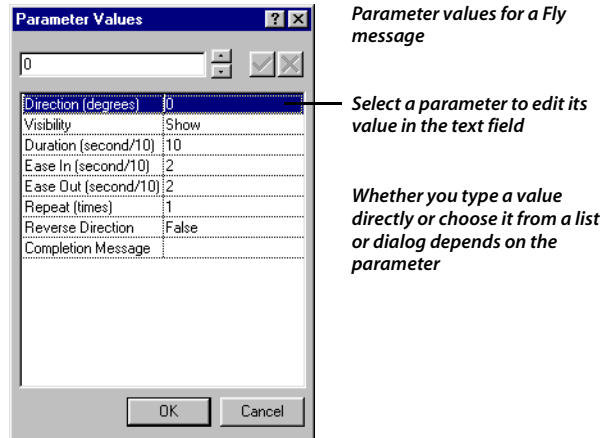 Parameter Values
0
Direction (degrees) 0
Visibility Show
Duration (second/10) 10
Ease In (second/10) 2
Ease Out (second/10) 2
Repeat (times) 1
Reverse Direction False
Completion Message
OK Cancel
Parameter values for a Fly
message
Select a parameter to edit its
value in the text field
Whether you type a value
directly or choose it from a list
or dialog depends on the
parameter